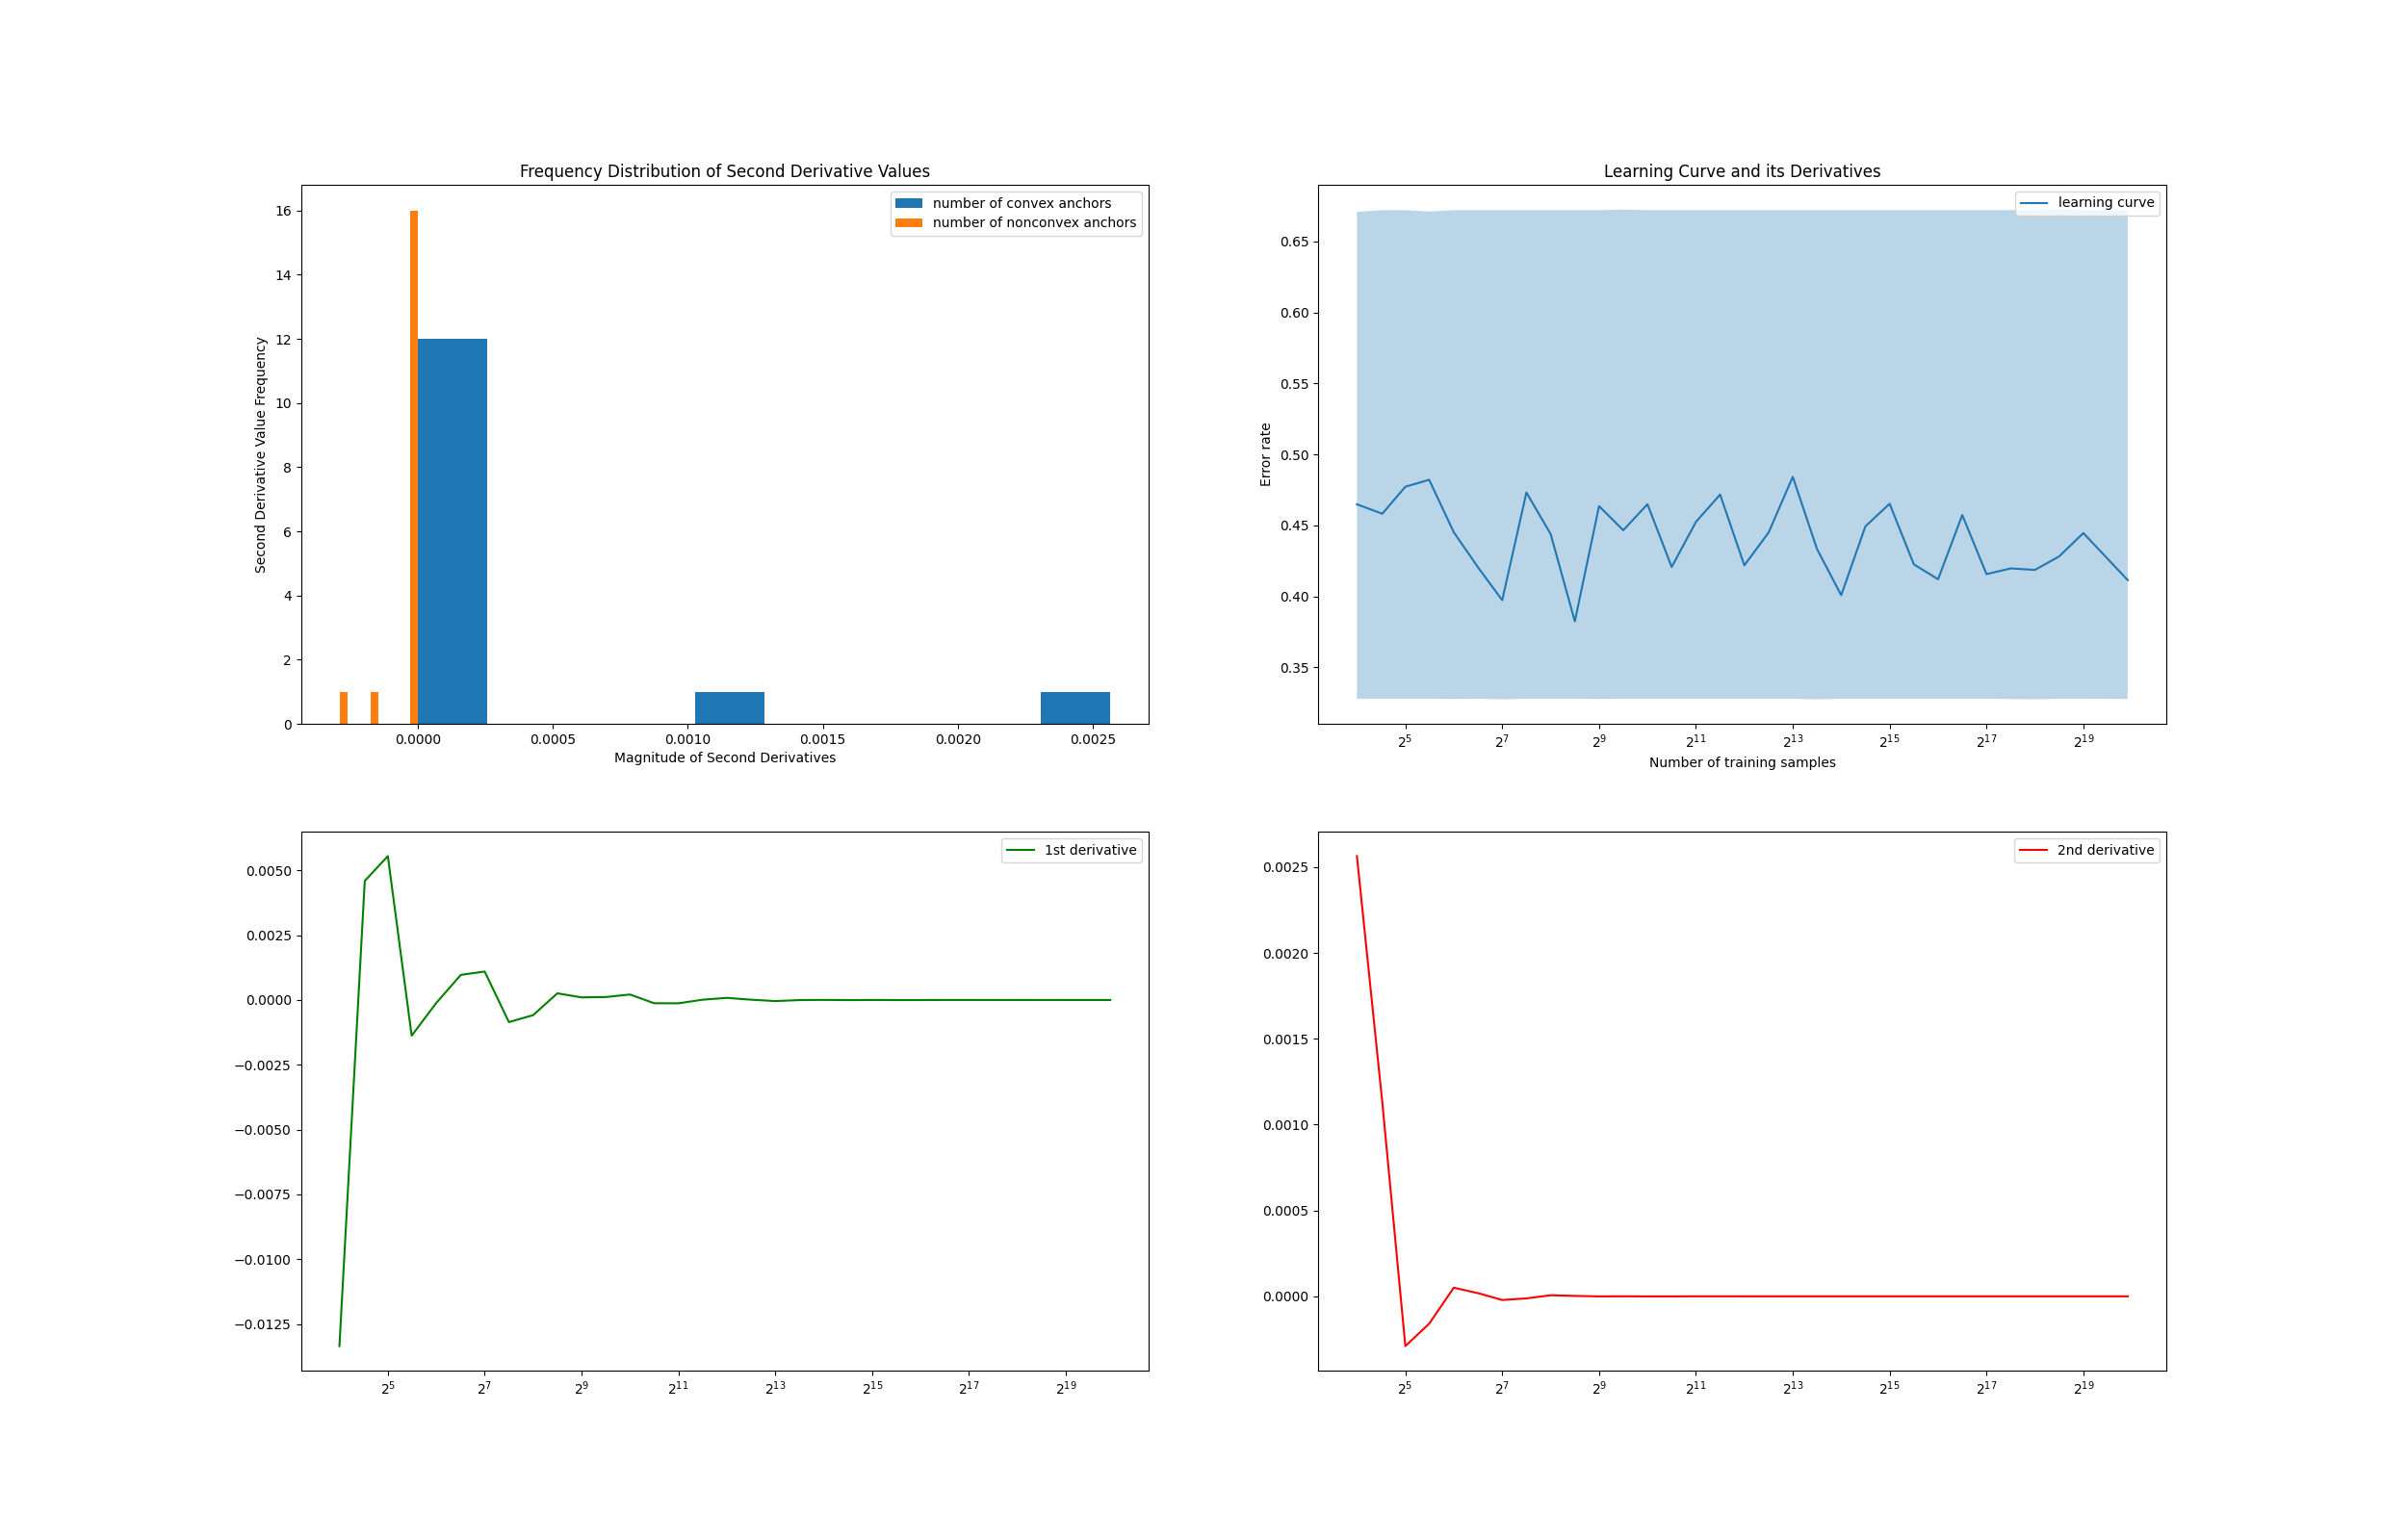 Frequency Distribution of Second Derivative Values
number of convex anchors
number of nonconvex anchors
Second Derivative Value Frequency
16
14
12
10
8
6
4
2
0
0.0000 0.0005 0.0010 0.0015 0.0020 0.0025
Magnitude of Second Derivatives
Learning Curve and its Derivatives
learning curve
Error rate
0.65
0.60
0.55
0.50
0.45
0.40
0.35
2^5 2^7 2^9 2^11 2^13 2^15 2^17 2^19
Number of training samples
1st derivative
0.0050
0.0025
0.0000
−0.0025
−0.0050
−0.0075
−0.0100
−0.0125
2^5 2^7 2^9 2^11 2^13 2^15 2^17 2^19
2nd derivative
0.0025
0.0020
0.0015
0.0010
0.0005
0.0000
2^5 2^7 2^9 2^11 2^13 2^15 2^17 2^19